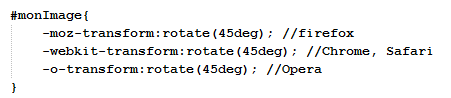 #monImage{
-moz-transform:rotate(45deg); //firefox
-webkit-transform:rotate(45deg); //Chrome, Safari
-o-transform:rotate(45deg); //Opera
}